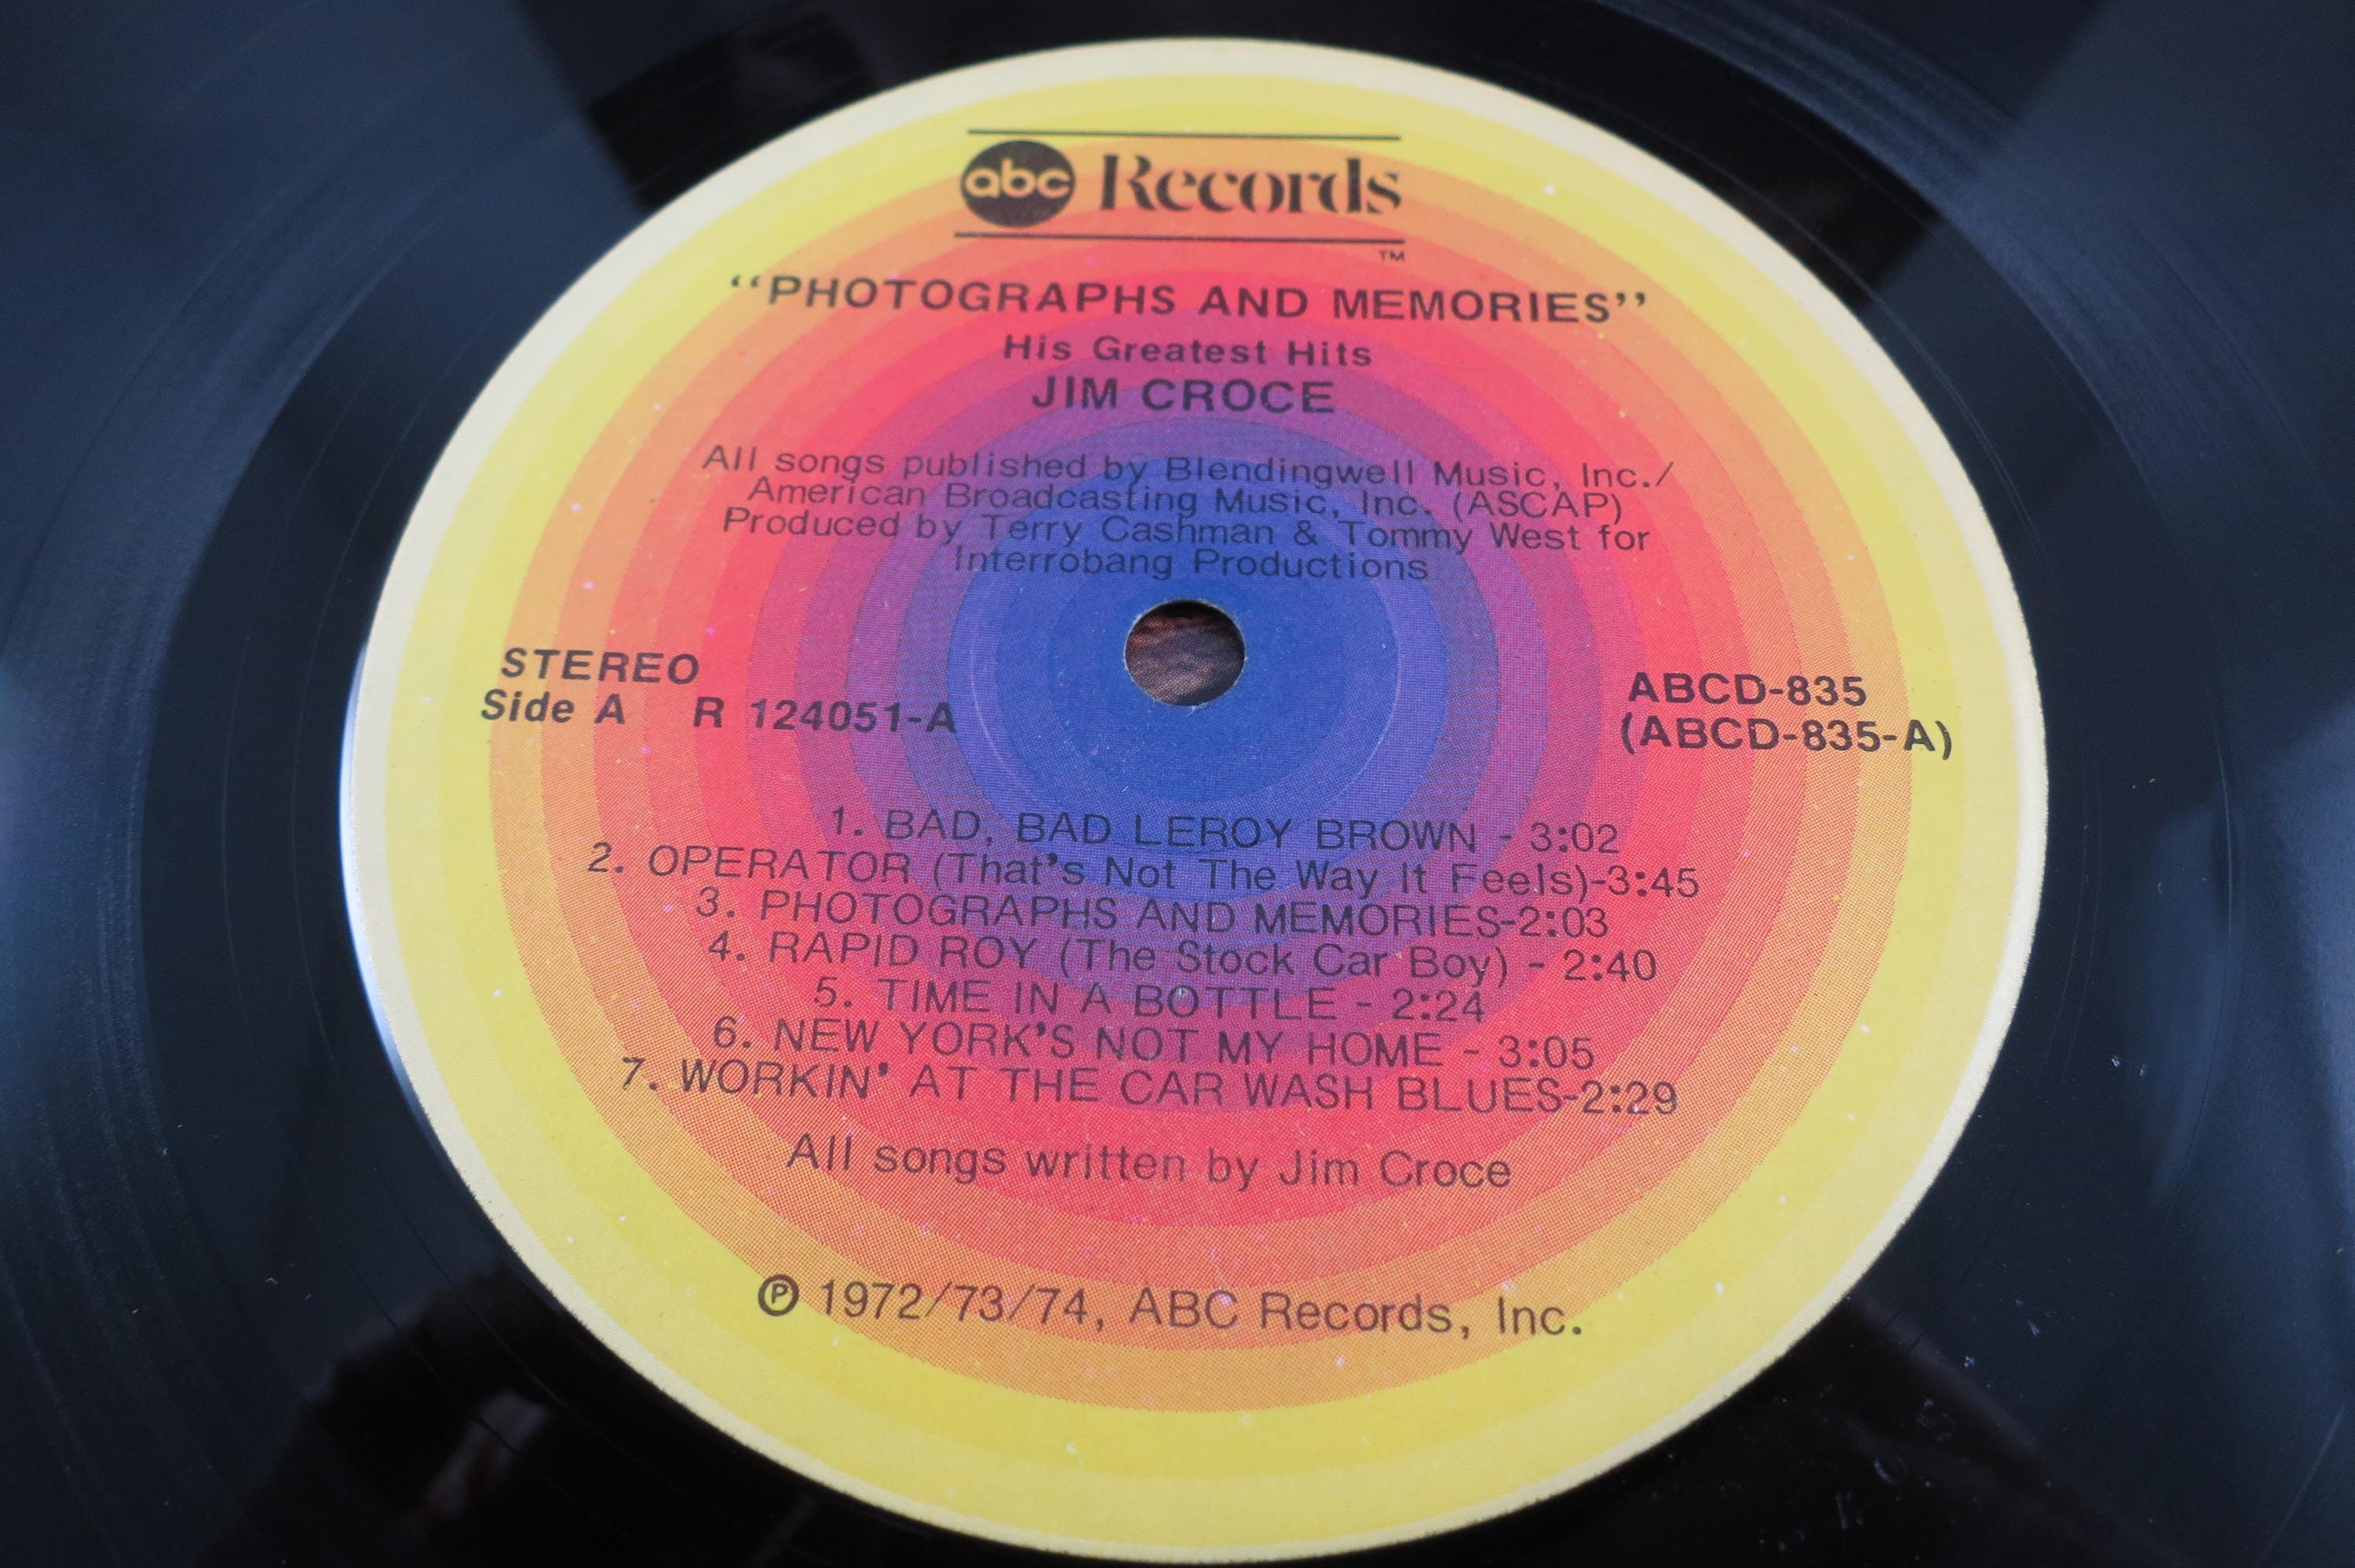 abc Records
TM
“PHOTOGRAPHS AND MEMORIES”
His Greatest Hits
JIM CROCE
All songs published by Blendingwell Music, Inc./
American Broadcasting Music, Inc. (ASCAP)
Produced by Terry Cashman & Tommy West for
Interrobang Productions
STEREO
Side A R 124051-A
ABCD-835
(ABCD-835-A)
1. BAD, BAD LEROY BROWN - 3:02
2. OPERATOR (That's Not The Way It Feels)-3:45
3. PHOTOGRAPHS AND MEMORIES-2:03
4. RAPID ROY (The Stock Car Boy) - 2:40
5. TIME IN A BOTTLE - 2:24
6. NEW YORK'S NOT MY HOME - 3:05
7. WORKIN' AT THE CAR WASH BLUES-2:29
All songs written by Jim Croce
℗ 1972/73/74, ABC Records, Inc.